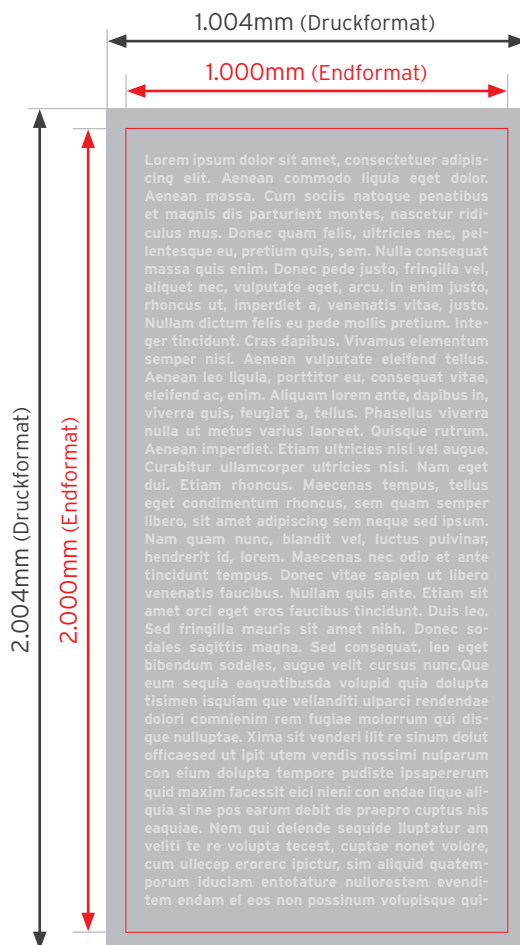 1.004mm (Druckformat)
1.000mm (Endformat)
2.004mm (Druckformat)
2.000mm (Endformat)
Lorem ipsum dolor sit amet, consectetuer adipis-
cing elit. Aenean commodo ligula eget dolor.
Aenean massa. Cum sociis natoque penatibus
et magnis dis parturient montes, nascetur ridi-
culus mus. Donec quam felis, ultricies nec, pel-
lentesque eu, pretium quis, sem. Nulla consequat
massa quis enim. Donec pede justo, fringilla vel,
aliquet nec, vulputate eget, arcu. In enim justo,
rhoncus ut, imperdiet a, venenatis vitae, justo.
Nullam dictum felis eu pede mollis pretium. Inte-
ger tincidunt. Cras dapibus. Vivamus elementum
semper nisi. Aenean vulputate eleifend tellus.
Aenean leo ligula, porttitor eu, consequat vitae,
eleifend ac, enim. Aliquam lorem ante, dapibus in,
viverra quis, feugiat a, tellus. Phasellus viverra
nulla ut metus varius laoreet. Quisque rutrum.
Aenean imperdiet. Etiam ultricies nisi vel augue.
Curabitur ullamcorper ultricies nisi. Nam eget
dui. Etiam rhoncus. Maecenas tempus, tellus
eget condimentum rhoncus, sem quam semper
libero, sit amet adipiscing sem neque sed ipsum.
Nam quam nunc, blandit vel, luctus pulvinar,
hendrerit id, lorem. Maecenas nec odio et ante
tincidunt tempus. Donec vitae sapien ut libero
venenatis faucibus. Nullam quis ante. Etiam sit
amet orci eget eros faucibus tincidunt. Duis leo.
Sed fringilla mauris sit amet nibh. Donec so-
dales sagittis magna. Sed consequat, leo eget
bibendum sodales, augue velit cursus nunc,Que
eum sequia eaquatibusda volupid quia dolupta
tisimen isquiam que vellanditi ulparci rendendae
dolori comnienim rem fugiae molorrum qui dis-
que nulluptae. Xima sit venderi ilit re sinum dolut
officaesed ut ipit utem vendis nossimi nulparum
con eium dolupta tempore pudiste ipsapererum
quid maxim facessit eici nieni con endae lique ali-
quia si ne pos earum debit de praepro cuptus nis
eaquiae. Nem qui delende sequide lluptatur am
veliti te re volupta tecest, cuptae nonet volore,
cum ullecep erorerc ipictur, sim aliquid quatem-
porum iduciam entotature nullorestem evendi-
tem endam el eos non possinum volupisque qui-